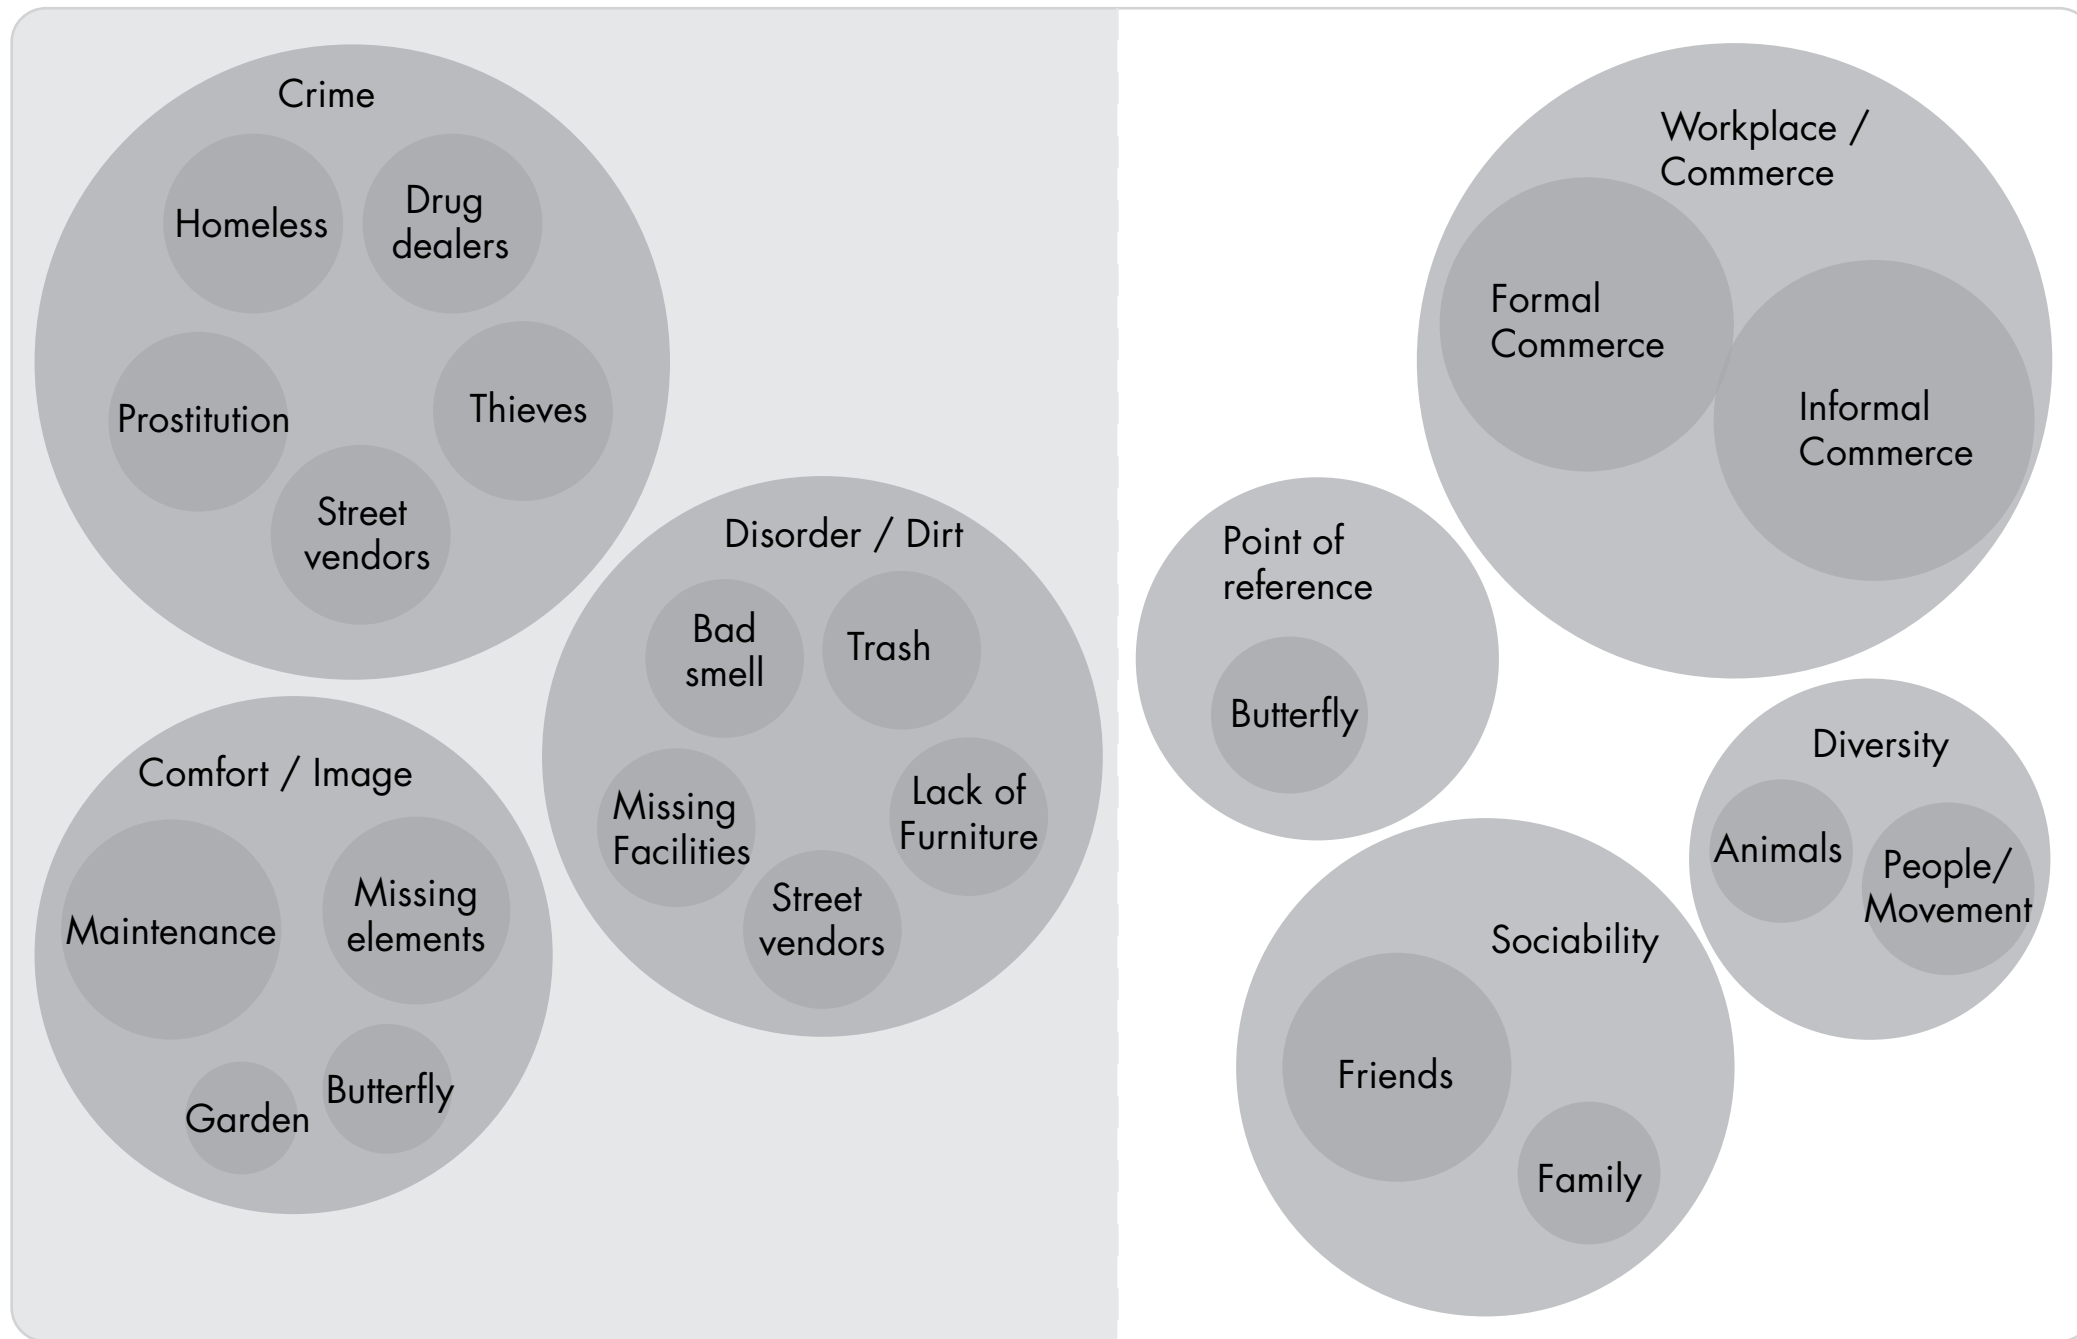 Crime
Homeless
Drug
dealers
Prostitution
Thieves
Street
vendors
Disorder / Dirt
Bad
smell
Trash
Missing
Facilities
Lack of
Furniture
Street
vendors
Comfort / Image
Maintenance
Missing
elements
Garden
Butterfly
Workplace /
Commerce
Formal
Commerce
Informal
Commerce
Point of
reference
Butterfly
Diversity
Animals
People/
Movement
Sociability
Friends
Family